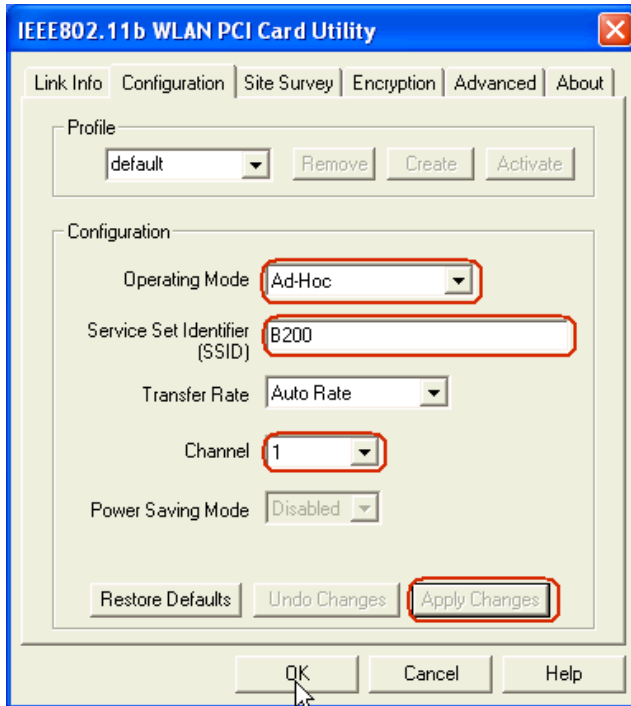 IEEE802.11b WLAN PCI Card Utility
Link Info Configuration Site Survey Encryption Advanced About
Profile
default Remove Create Activate
Configuration
Operating Mode Ad-Hoc
Service Set Identifier
(SSID) B200
Transfer Rate Auto Rate
Channel 1
Power Saving Mode Disabled
Restore Defaults Undo Changes Apply Changes
OK Cancel Help